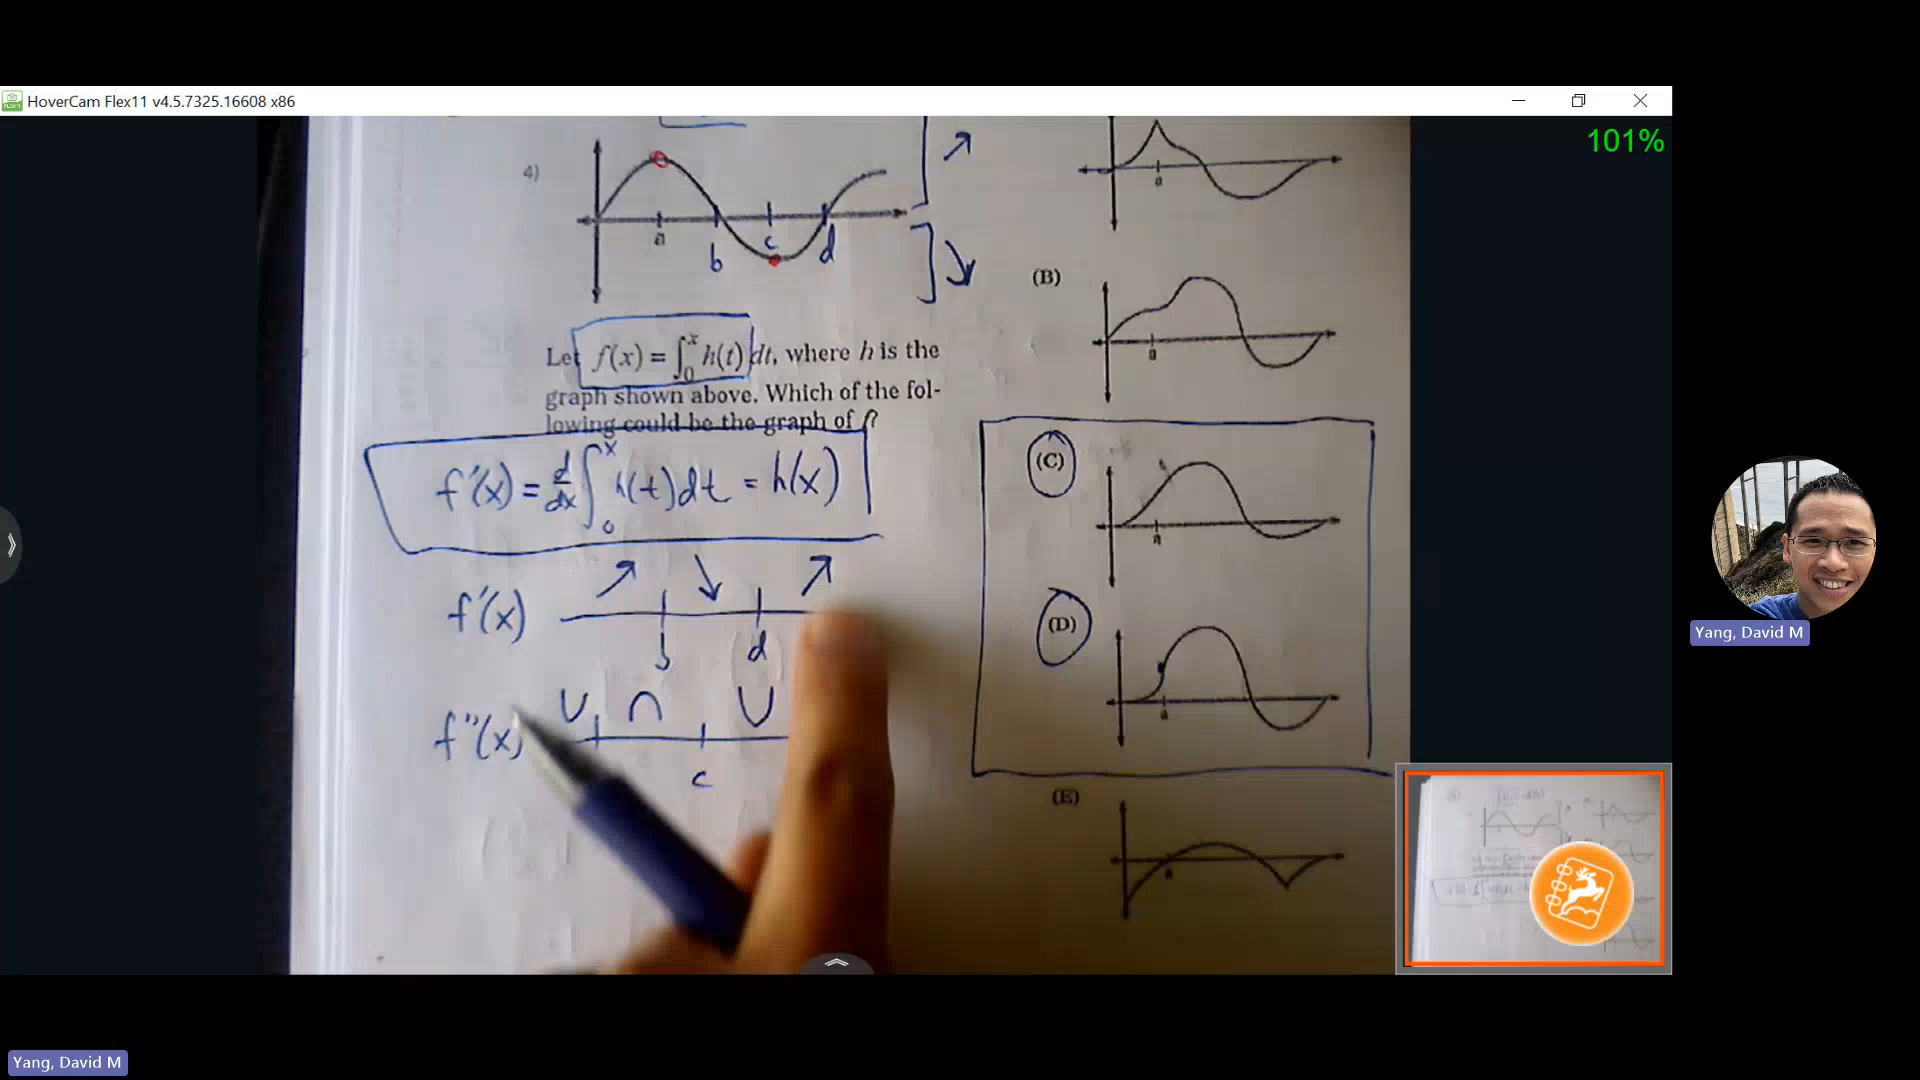 HoverCam Flex11 v4.5.7325.16608 x86
101%
4)
a
b
c
d
Let f(x) = ∫₀ˣ h(t) dt, where h is the
graph shown above. Which of the fol-
lowing could be the graph of f?
f'(x) = d/dx ∫₀ˣ h(t)dt = h(x)
f'(x)
b
d
f''(x)
c
a
(B)
a
(C)
a
(D)
a
(E)
a
Yang, David M
Yang, David M